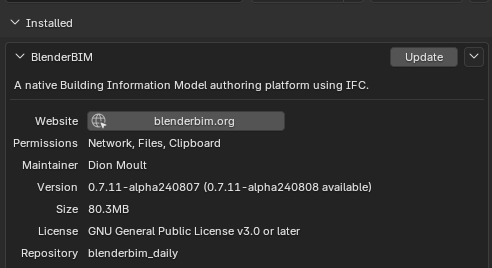 Installed
BlenderBIM Update
A native Building Information Model authoring platform using IFC.
Website blenderbim.org
Permissions Network, Files, Clipboard
Maintainer Dion Moult
Version 0.7.11-alpha240807 (0.7.11-alpha240808 available)
Size 80.3MB
License GNU General Public License v3.0 or later
Repository blenderbim_daily